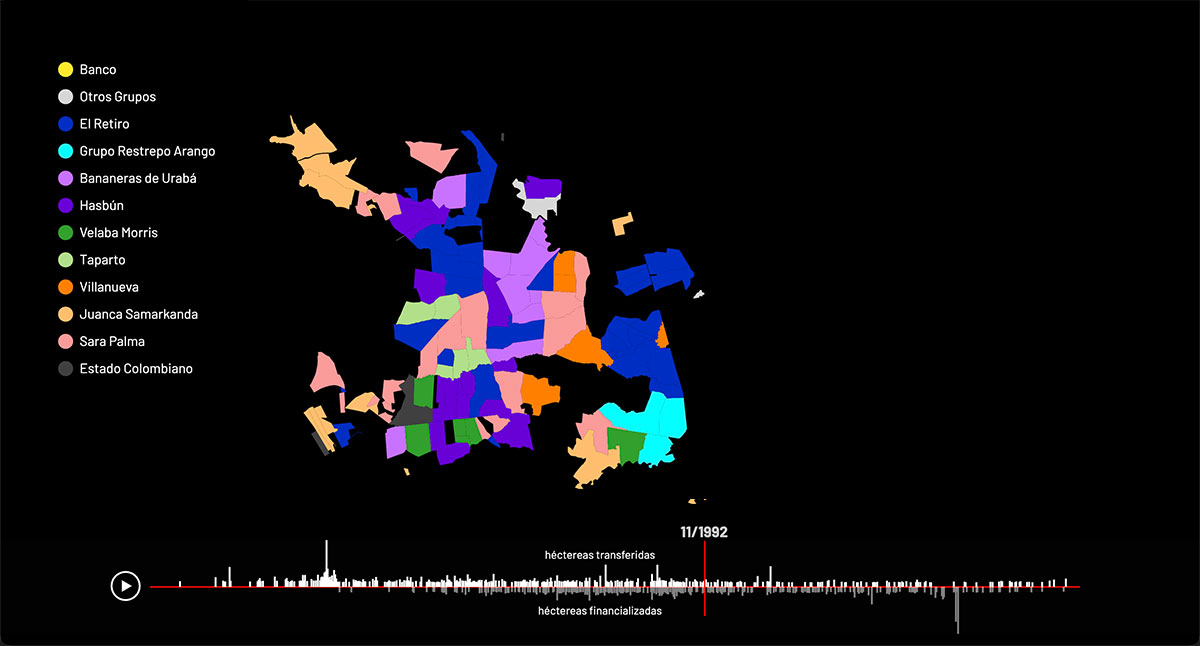 Banco
Otros Grupos
El Retiro
Grupo Restrepo Arango
Bananeras de Urabá
Hasbún
Velaba Morris
Taparto
Villanueva
Juanca Samarkanda
Sara Palma
Estado Colombiano
11/1992
héctereas transferidas
héctereas financializadas